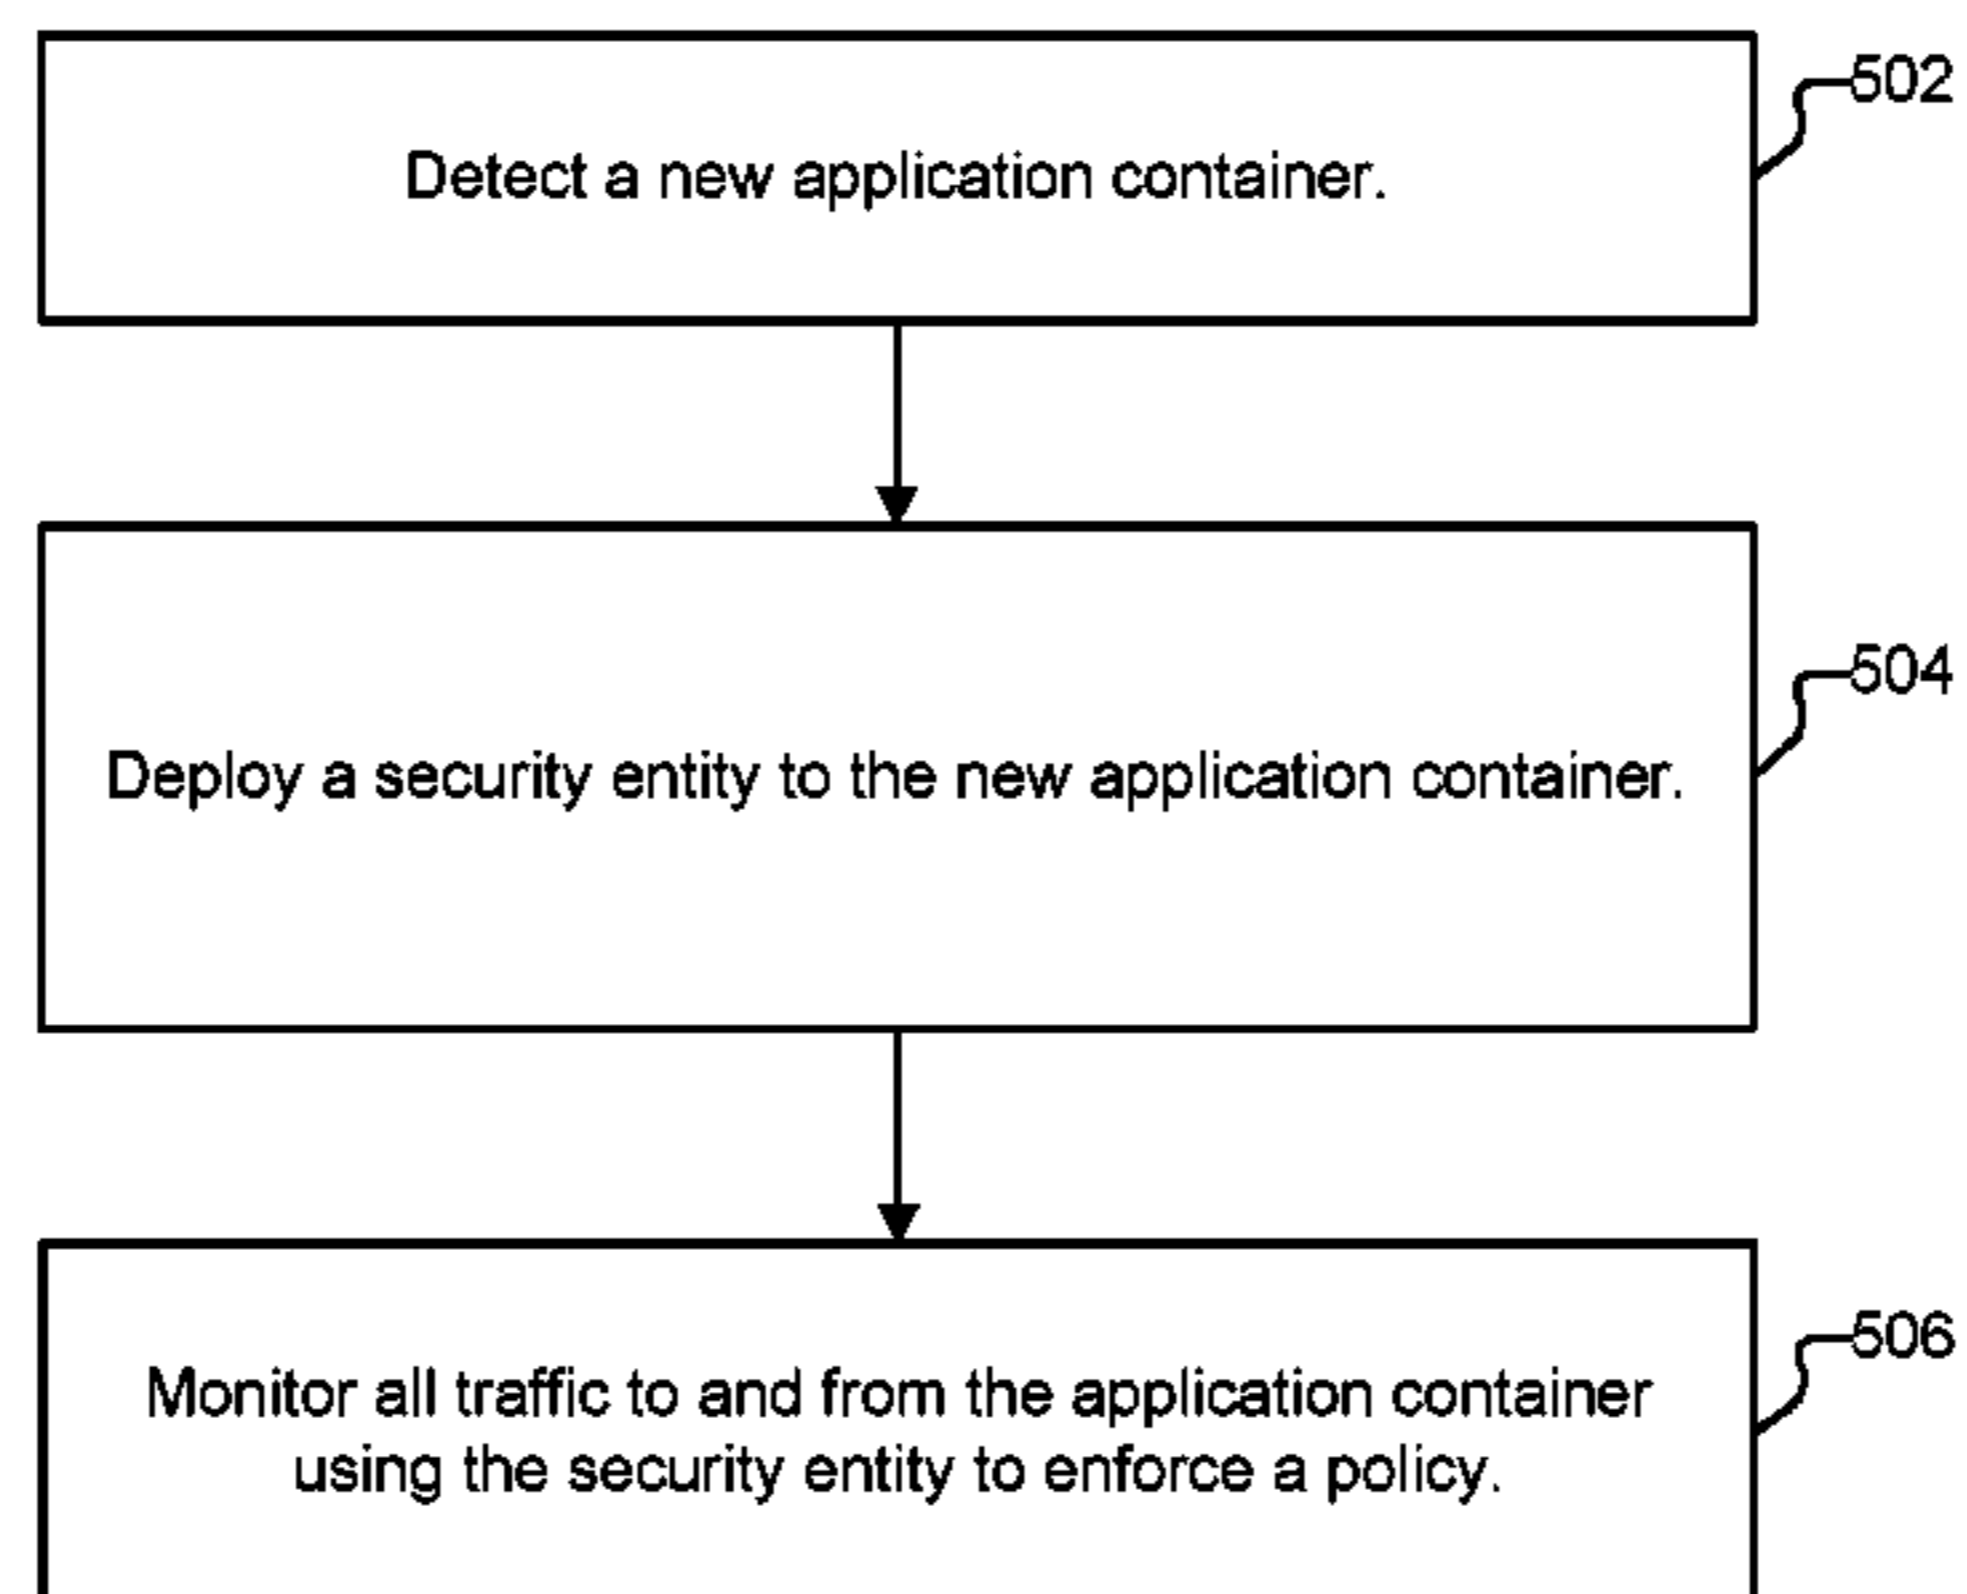 502
Detect a new application container.
504
Deploy a security entity to the new application container.
506
Monitor all traffic to and from the application container
using the security entity to enforce a policy.